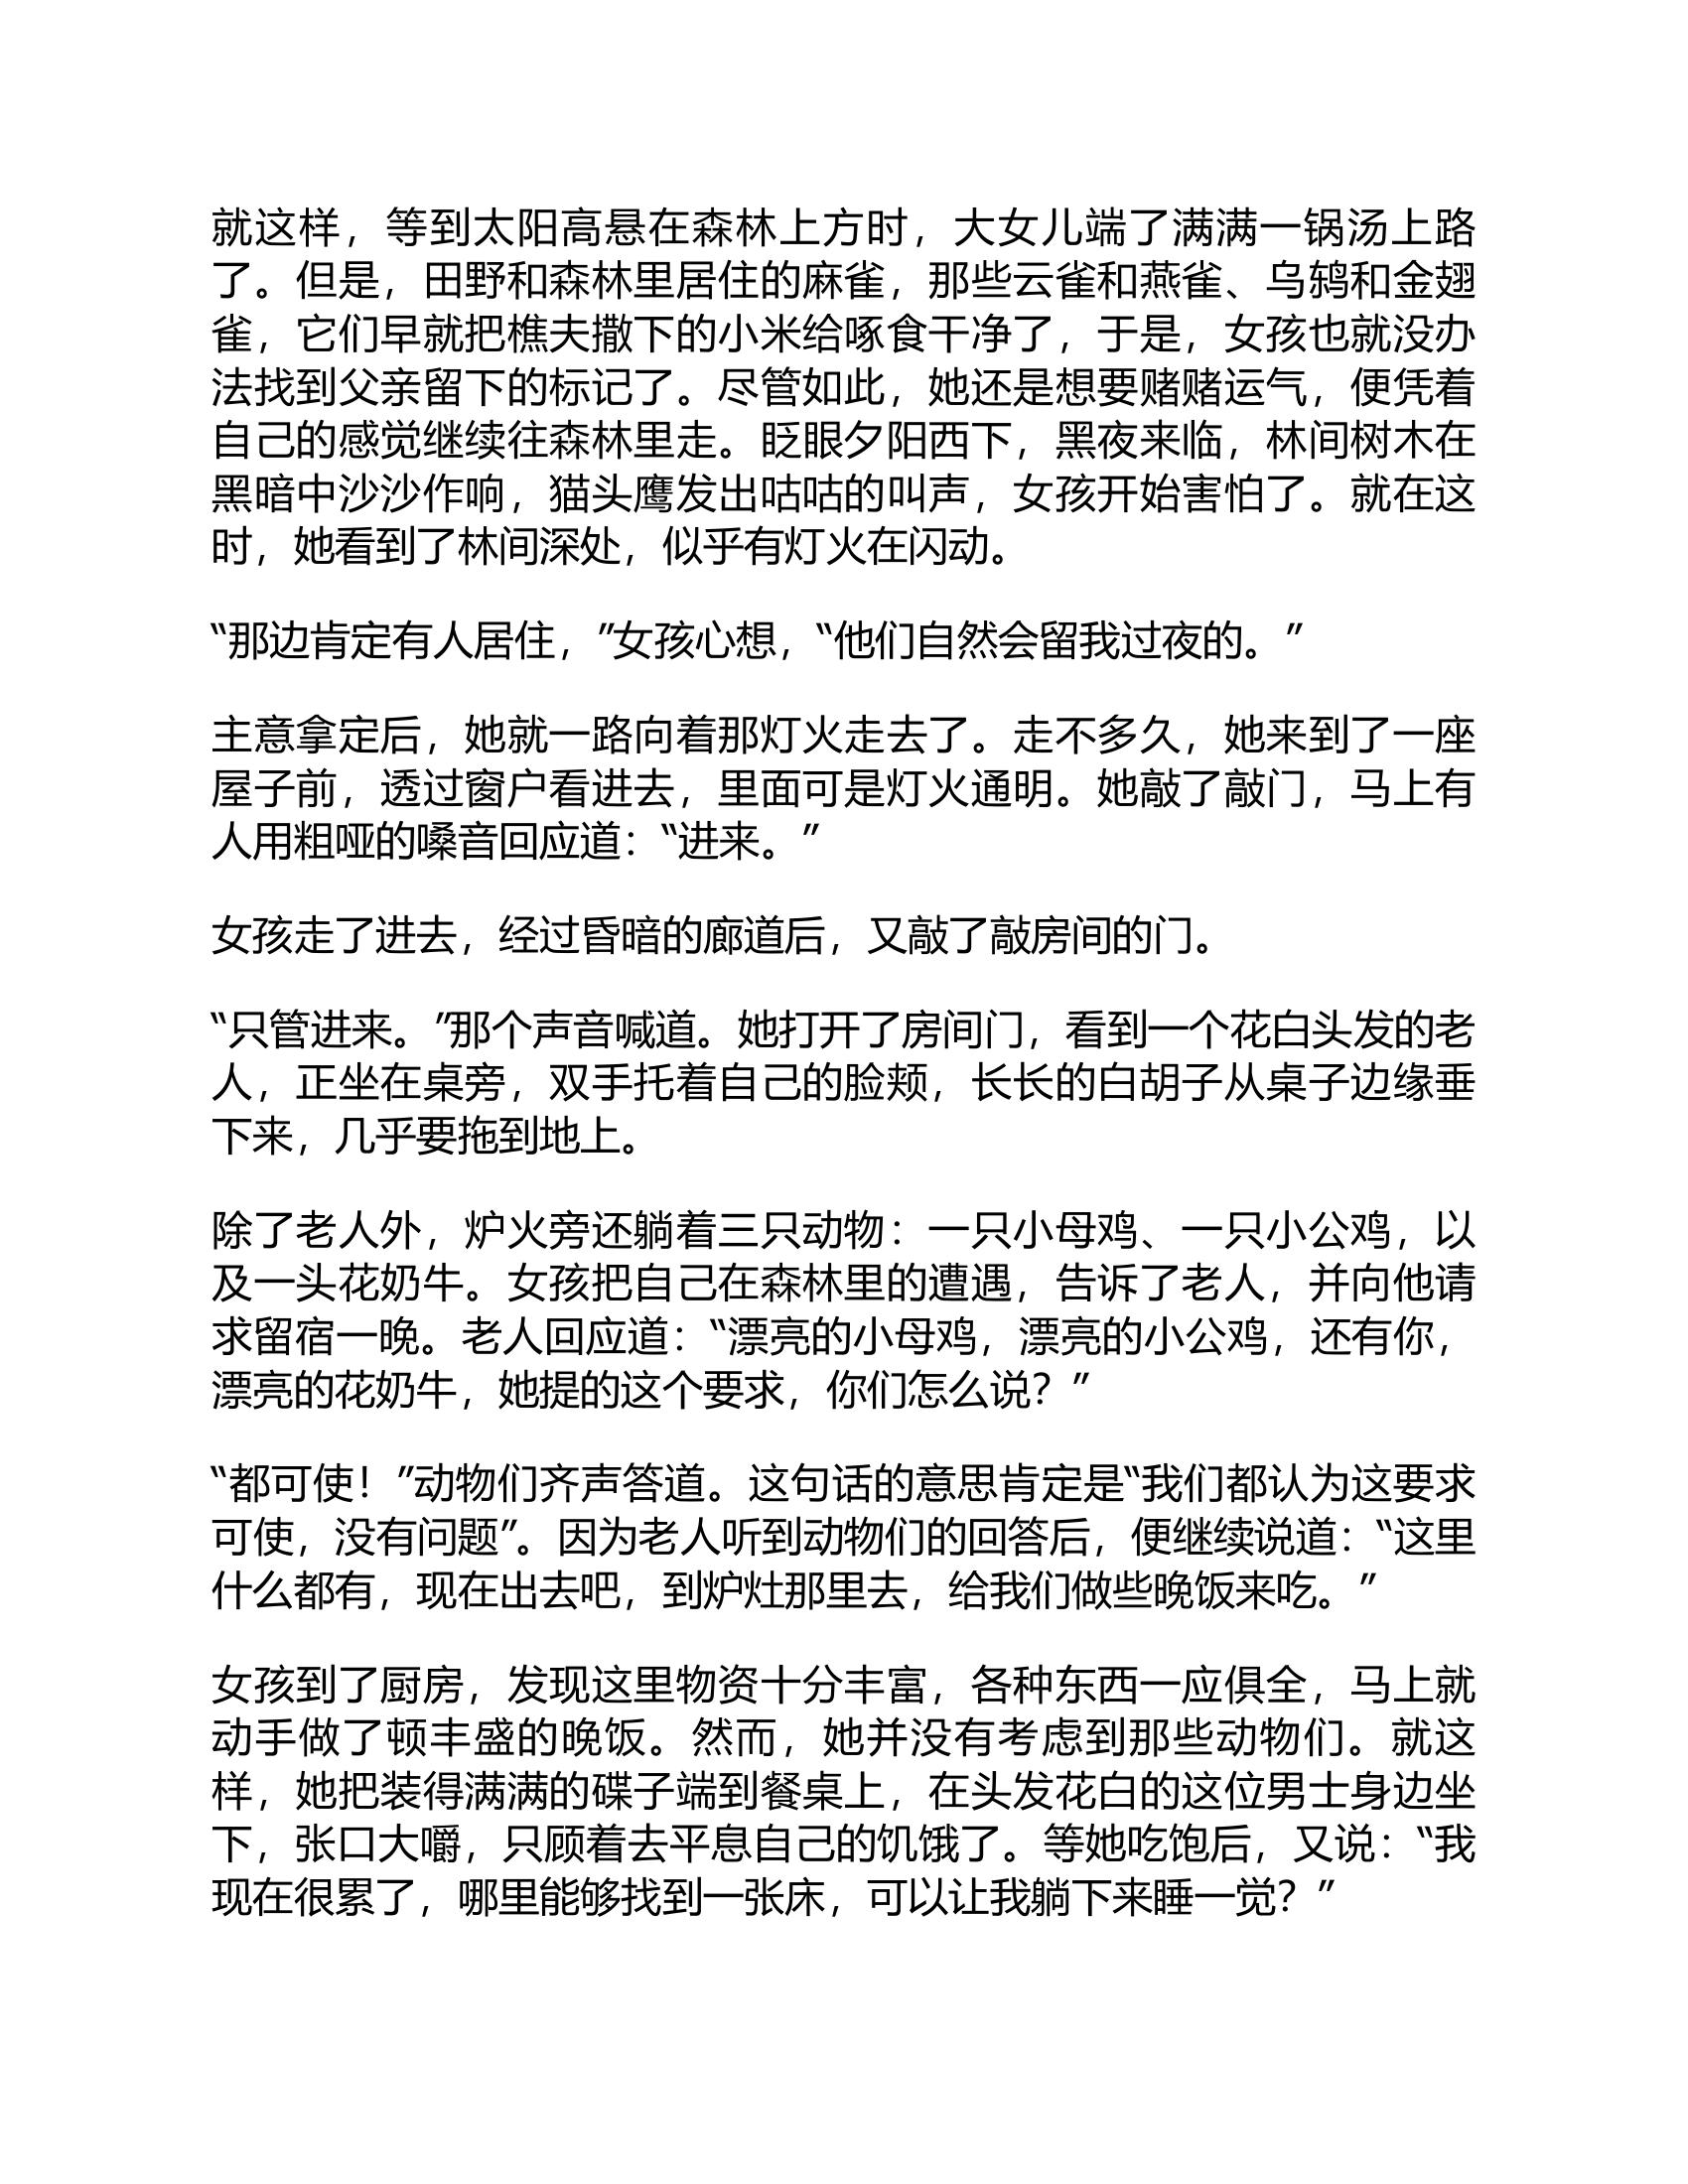 就这样，等到太阳高悬在森林上方时，大女儿端了满满一锅汤上路
了。但是，田野和森林里居住的麻雀，那些云雀和燕雀、乌鸫和金翅
雀，它们早就把樵夫撒下的小米给啄食干净了，于是，女孩也就没办
法找到父亲留下的标记了。尽管如此，她还是想要赌赌运气，便凭着
自己的感觉继续往森林里走。眨眼夕阳西下，黑夜来临，林间树木在
黑暗中沙沙作响，猫头鹰发出咕咕的叫声，女孩开始害怕了。就在这
时，她看到了林间深处，似乎有灯火在闪动。
“那边肯定有人居住，”女孩心想，“他们自然会留我过夜的。”
主意拿定后，她就一路向着那灯火走去了。走不多久，她来到了一座
屋子前，透过窗户看进去，里面可是灯火通明。她敲了敲门，马上有
人用粗哑的嗓音回应道：“进来。”
女孩走了进去，经过昏暗的廊道后，又敲了敲房间的门。
“只管进来。”那个声音喊道。她打开了房间门，看到一个花白头发的老
人，正坐在桌旁，双手托着自己的脸颊，长长的白胡子从桌子边缘垂
下来，几乎要拖到地上。
除了老人外，炉火旁还躺着三只动物：一只小母鸡、一只小公鸡，以
及一头花奶牛。女孩把自己在森林里的遭遇，告诉了老人，并向他请
求留宿一晚。老人回应道：“漂亮的小母鸡，漂亮的小公鸡，还有你，
漂亮的花奶牛，她提的这个要求，你们怎么说？”
“都可使！”动物们齐声答道。这句话的意思肯定是“我们都认为这要求
可使，没有问题”。因为老人听到动物们的回答后，便继续说道：“这里
什么都有，现在出去吧，到炉灶那里去，给我们做些晚饭来吃。”
女孩到了厨房，发现这里物资十分丰富，各种东西一应俱全，马上就
动手做了顿丰盛的晚饭。然而，她并没有考虑到那些动物们。就这
样，她把装得满满的碟子端到餐桌上，在头发花白的这位男士身边坐
下，张口大嚼，只顾着去平息自己的饥饿了。等她吃饱后，又说：“我
现在很累了，哪里能够找到一张床，可以让我躺下来睡一觉？”